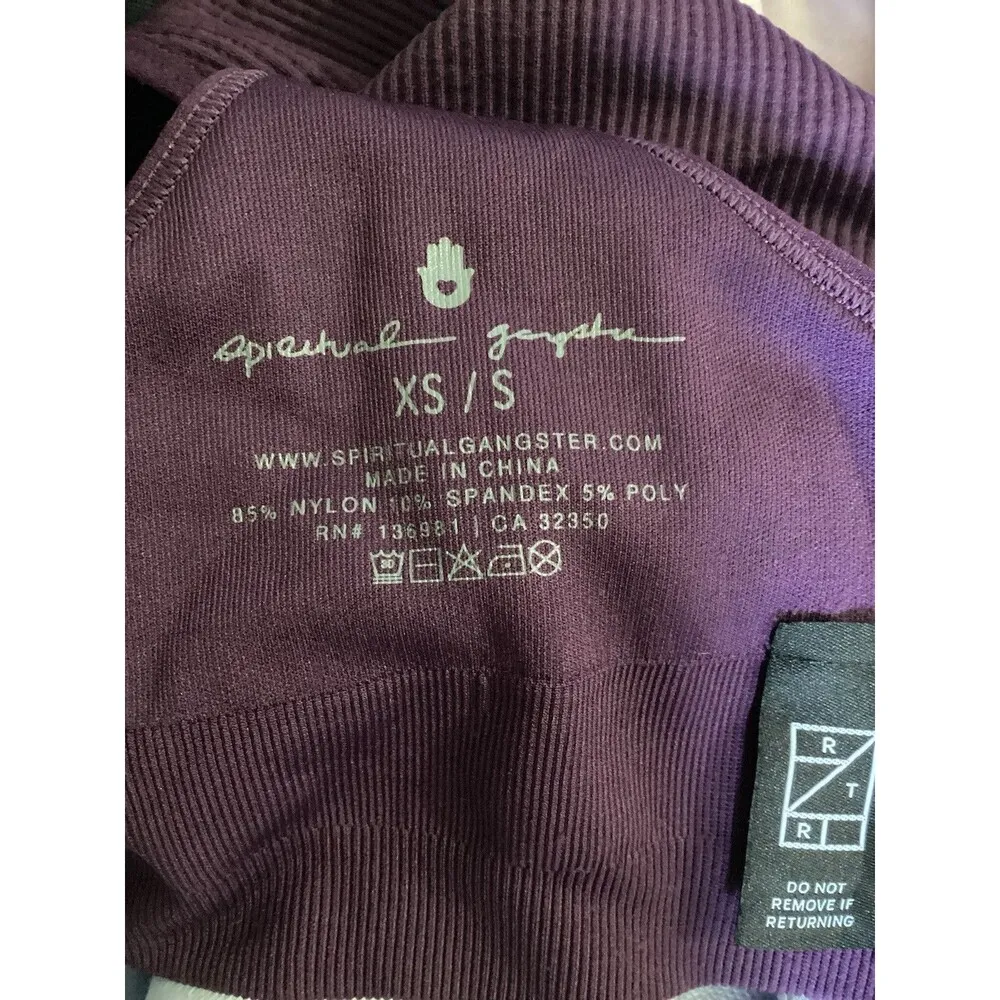 spiritual gangster
XS / S
WWW.SPIRITUALGANGSTER.COM
MADE IN CHINA
85% NYLON 10% SPANDEX 5% POLY
RN# 136981 | CA 32350
30
R
T
R
DO NOT
REMOVE IF
RETURNING